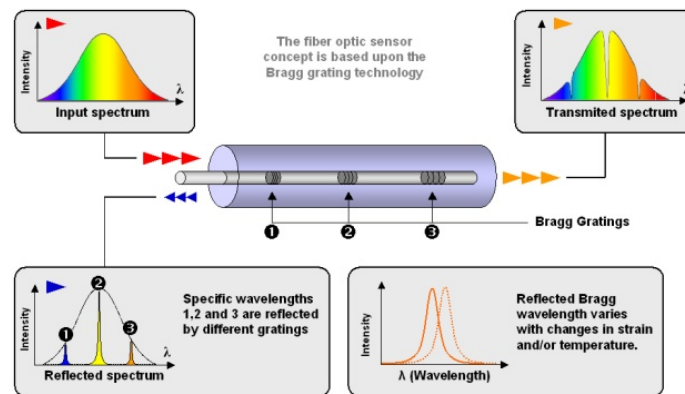 The fiber optic sensor
concept is based upon the
Bragg grating technology
Intensity
λ
Input spectrum
Intensity
λ
Transmited spectrum
Bragg Gratings
1
2
3
Intensity
1
2
3
λ
Reflected spectrum
Specific wavelengths
1,2 and 3 are reflected
by different gratings
Intensity
λ (Wavelength)
Reflected Bragg
wavelength varies
with changes in strain
and/or temperature.